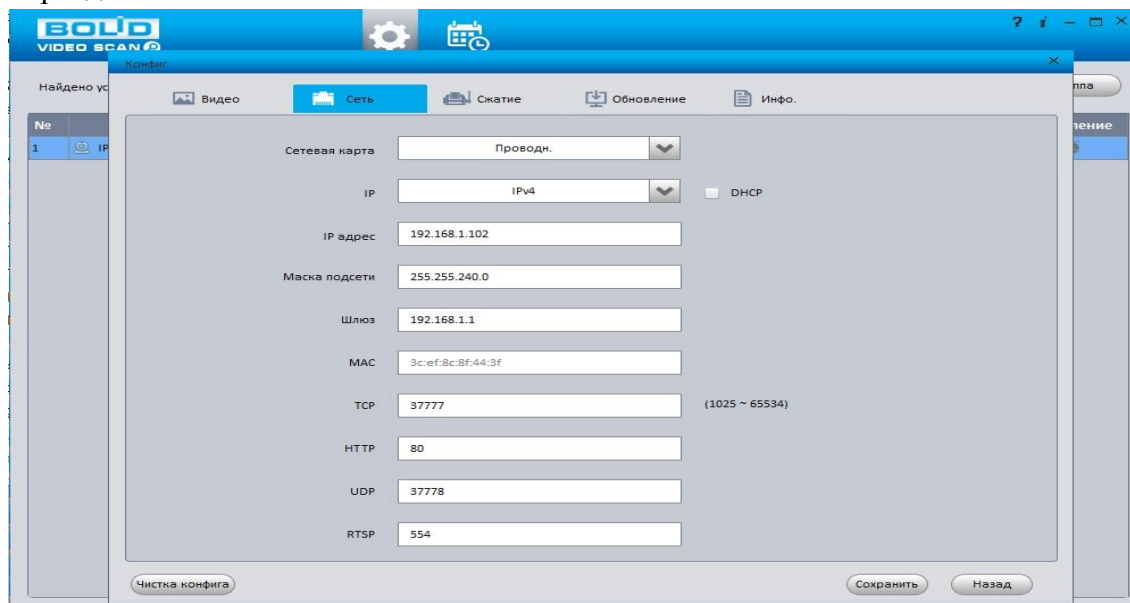 BOLID
VIDEO SCAN
? i
Конфиг
Найдено ус
ппа
Видео Сеть Сжатие Обновление Инфо.
№
ление
1 IP
Сетевая карта Проводн.
IP IPv4 DHCP
IP адрес 192.168.1.102
Маска подсети 255.255.240.0
Шлюз 192.168.1.1
MAC 3c:ef:8c:8f:44:3f
TCP 37777 (1025 ~ 65534)
HTTP 80
UDP 37778
RTSP 554
Чистка конфига Сохранить Назад